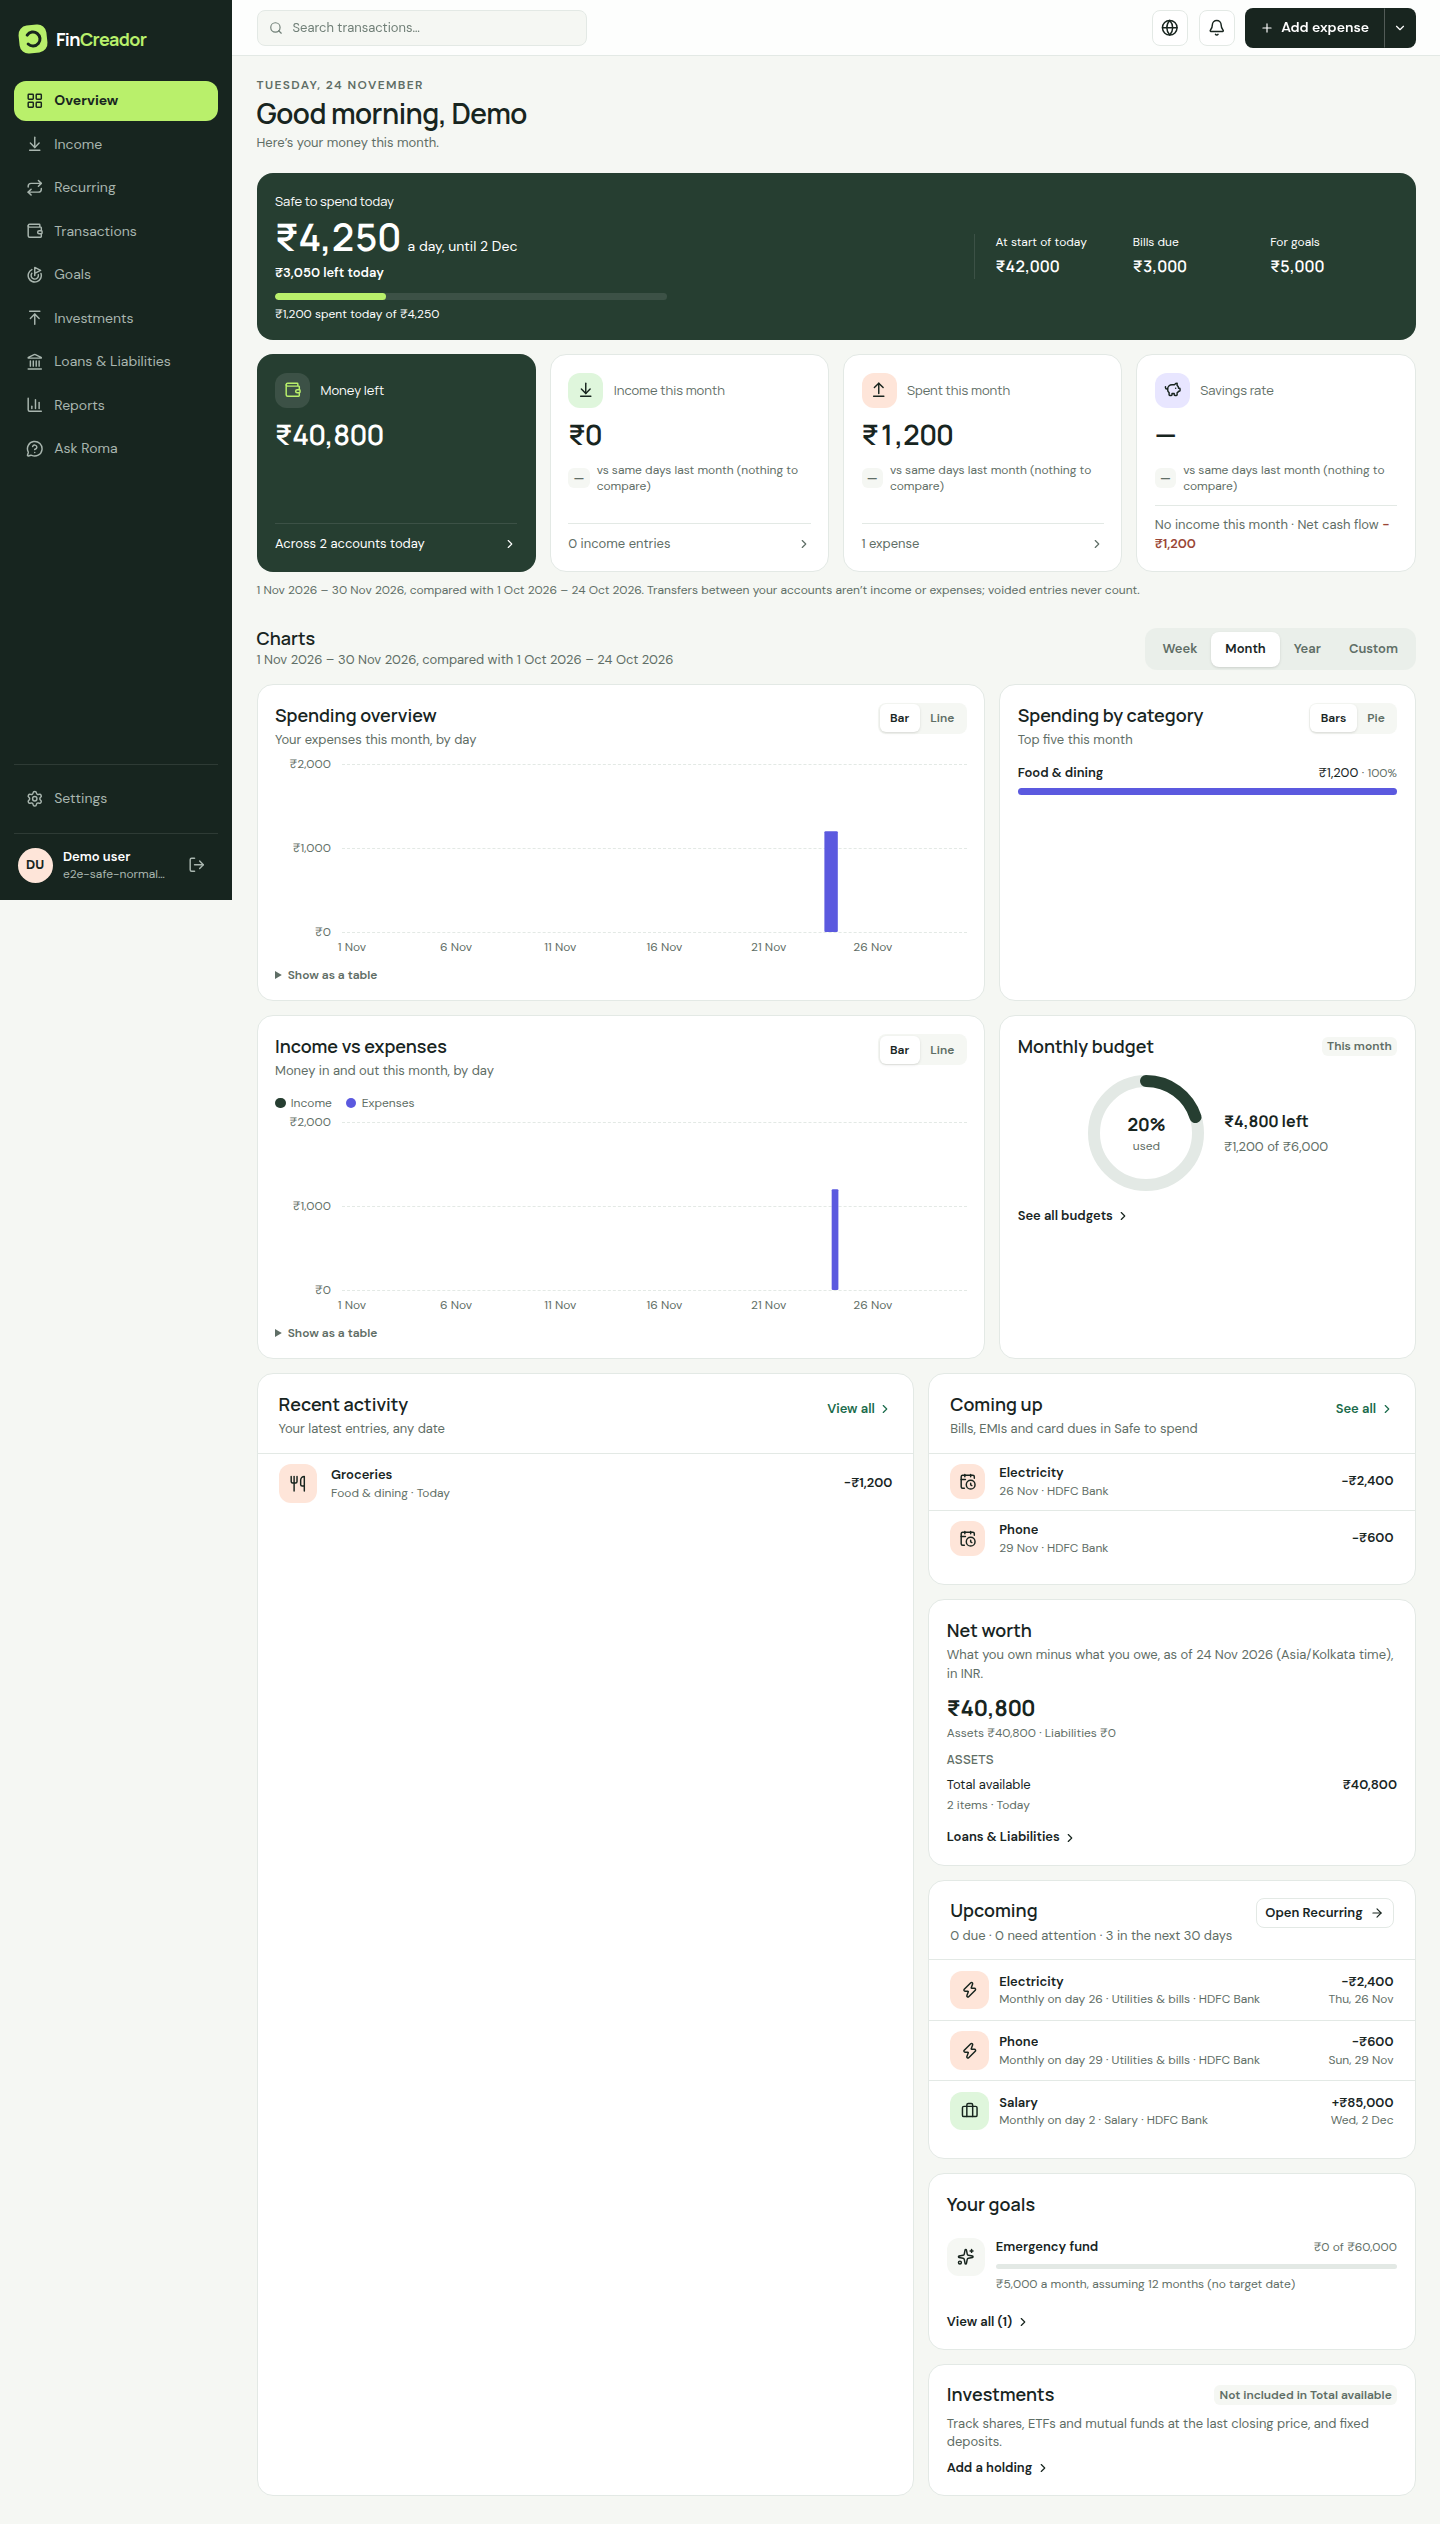 FinCreador
Overview
Income
Recurring
Transactions
Goals
Investments
Loans & Liabilities
Reports
Ask Roma
Settings
DU
Demo user
e2e-safe-normal...
Search transactions...
Add expense
TUESDAY, 24 NOVEMBER
Good morning, Demo
Here's your money this month.
Safe to spend today
₹4,250 a day, until 2 Dec
₹3,050 left today
₹1,200 spent today of ₹4,250
At start of today
₹42,000
Bills due
₹3,000
For goals
₹5,000
Money left
₹40,800
Across 2 accounts today
Income this month
₹0
– vs same days last month (nothing to
compare)
0 income entries
Spent this month
₹1,200
– vs same days last month (nothing to
compare)
1 expense
Savings rate
–
– vs same days last month (nothing to
compare)
No income this month · Net cash flow -
₹1,200
1 Nov 2026 – 30 Nov 2026, compared with 1 Oct 2026 – 24 Oct 2026. Transfers between your accounts aren't income or expenses; voided entries never count.
Charts
1 Nov 2026 – 30 Nov 2026, compared with 1 Oct 2026 – 24 Oct 2026
Week Month Year Custom
Spending overview
Your expenses this month, by day
Bar Line
₹2,000
₹1,000
₹0
1 Nov 6 Nov 11 Nov 16 Nov 21 Nov 26 Nov
Show as a table
Spending by category
Top five this month
Bars Pie
Food & dining ₹1,200 · 100%
Income vs expenses
Money in and out this month, by day
Bar Line
Income Expenses
₹2,000
₹1,000
₹0
1 Nov 6 Nov 11 Nov 16 Nov 21 Nov 26 Nov
Show as a table
Monthly budget
This month
20%
used
₹4,800 left
₹1,200 of ₹6,000
See all budgets
Recent activity
Your latest entries, any date
View all
Groceries
Food & dining · Today
-₹1,200
Coming up
Bills, EMIs and card dues in Safe to spend
See all
Electricity
26 Nov · HDFC Bank
-₹2,400
Phone
29 Nov · HDFC Bank
-₹600
Net worth
What you own minus what you owe, as of 24 Nov 2026 (Asia/Kolkata time),
in INR.
₹40,800
Assets ₹40,800 · Liabilities ₹0
ASSETS
Total available ₹40,800
2 items · Today
Loans & Liabilities
Upcoming
0 due · 0 need attention · 3 in the next 30 days
Open Recurring
Electricity -₹2,400
Monthly on day 26 · Utilities & bills · HDFC Bank Thu, 26 Nov
Phone -₹600
Monthly on day 29 · Utilities & bills · HDFC Bank Sun, 29 Nov
Salary +₹85,000
Monthly on day 2 · Salary · HDFC Bank Wed, 2 Dec
Your goals
Emergency fund ₹0 of ₹60,000
₹5,000 a month, assuming 12 months (no target date)
View all (1)
Investments
Not included in Total available
Track shares, ETFs and mutual funds at the last closing price, and fixed
deposits.
Add a holding